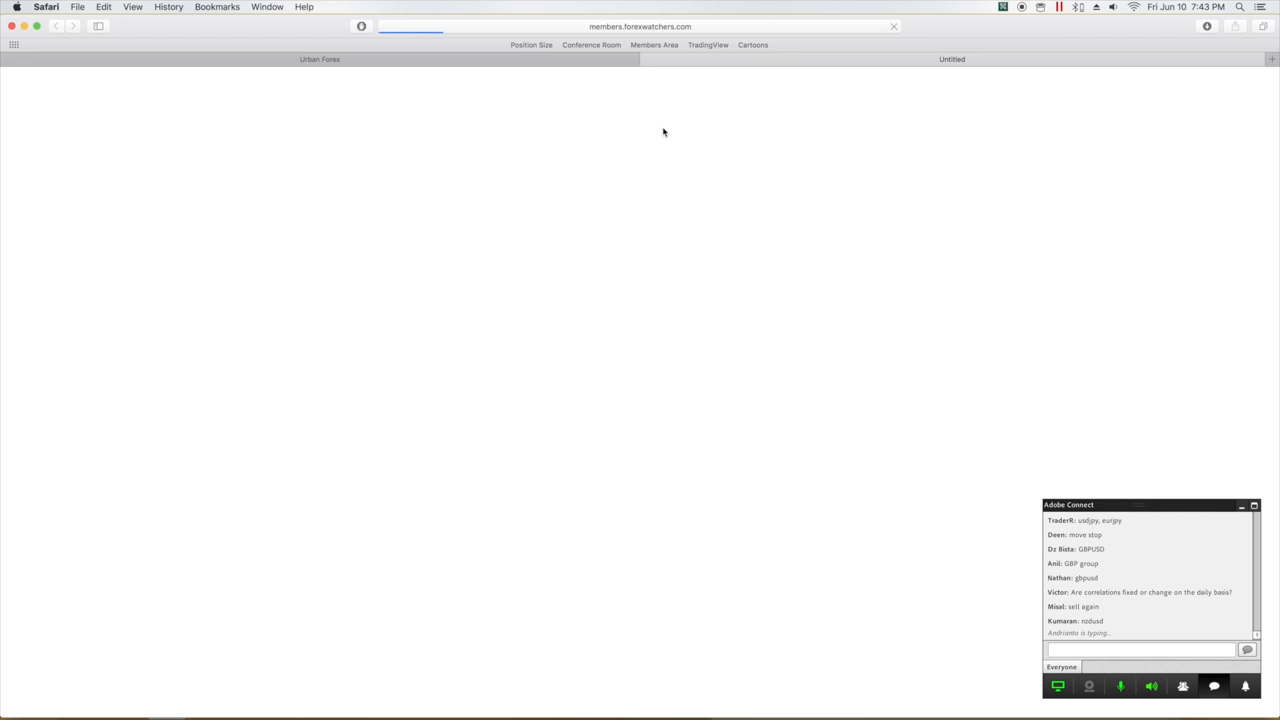 Safari File Edit View History Bookmarks Window Help Fri Jun 10 7:43 PM
members.forexwatchers.com
Position Size Conference Room Members Area TradingView Cartoons
Urban Forex Untitled
Adobe Connect
TraderR: usdjpy, eurjpy
Deen: move stop
Dz Bista: GBPUSD
Anil: GBP group
Nathan: gbpusd
Victor: Are correlations fixed or change on the daily basis?
Misal: sell again
Kumaran: nzdusd
Andrianto is typing...
Everyone